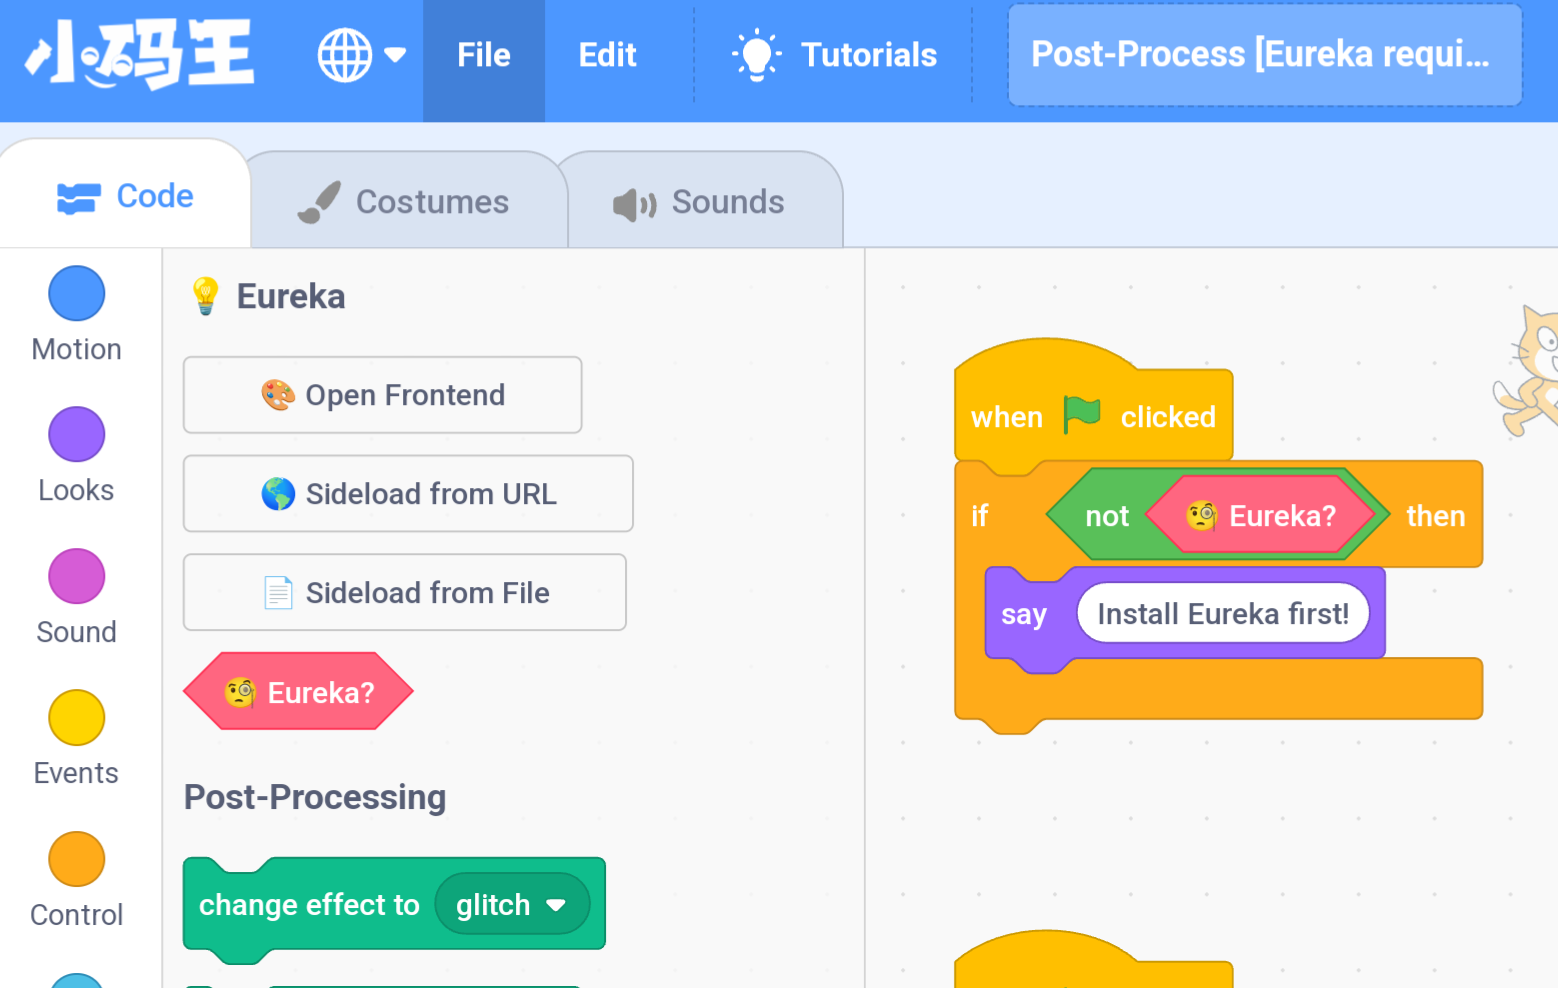 小码王
File
Edit
Tutorials
Post-Process [Eureka requi...
Code
Costumes
Sounds
Motion
Looks
Sound
Events
Control
Eureka
Open Frontend
Sideload from URL
Sideload from File
Eureka?
Post-Processing
change effect to glitch
when clicked
if not Eureka? then
say Install Eureka first!